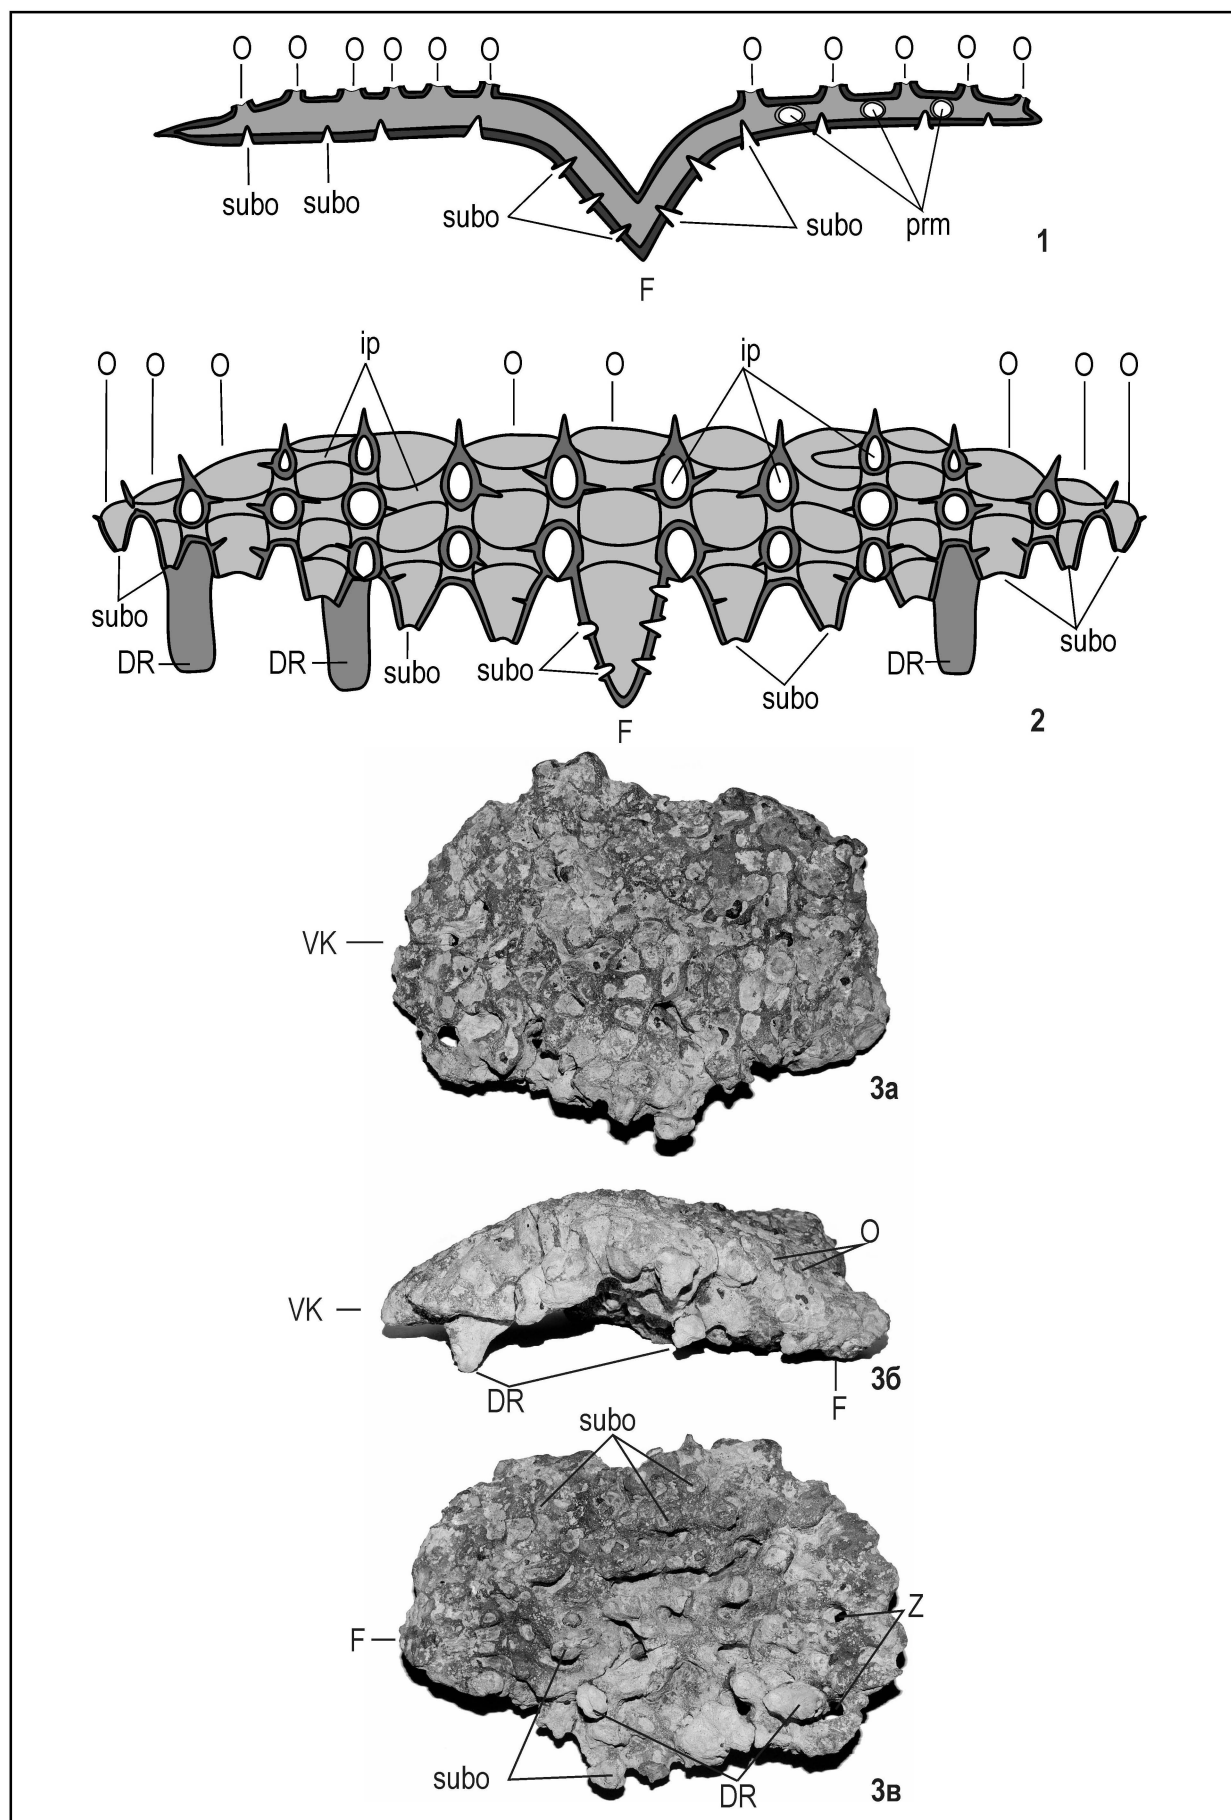 O O O O O O O O O O O
subo subo subo subo prm
1
F
ip ip
O O O O O O O O
subo subo
DR DR subo subo subo DR
F
2
VK
3а
O
VK
DR
3б
F
subo
Z
F
subo
DR
3в